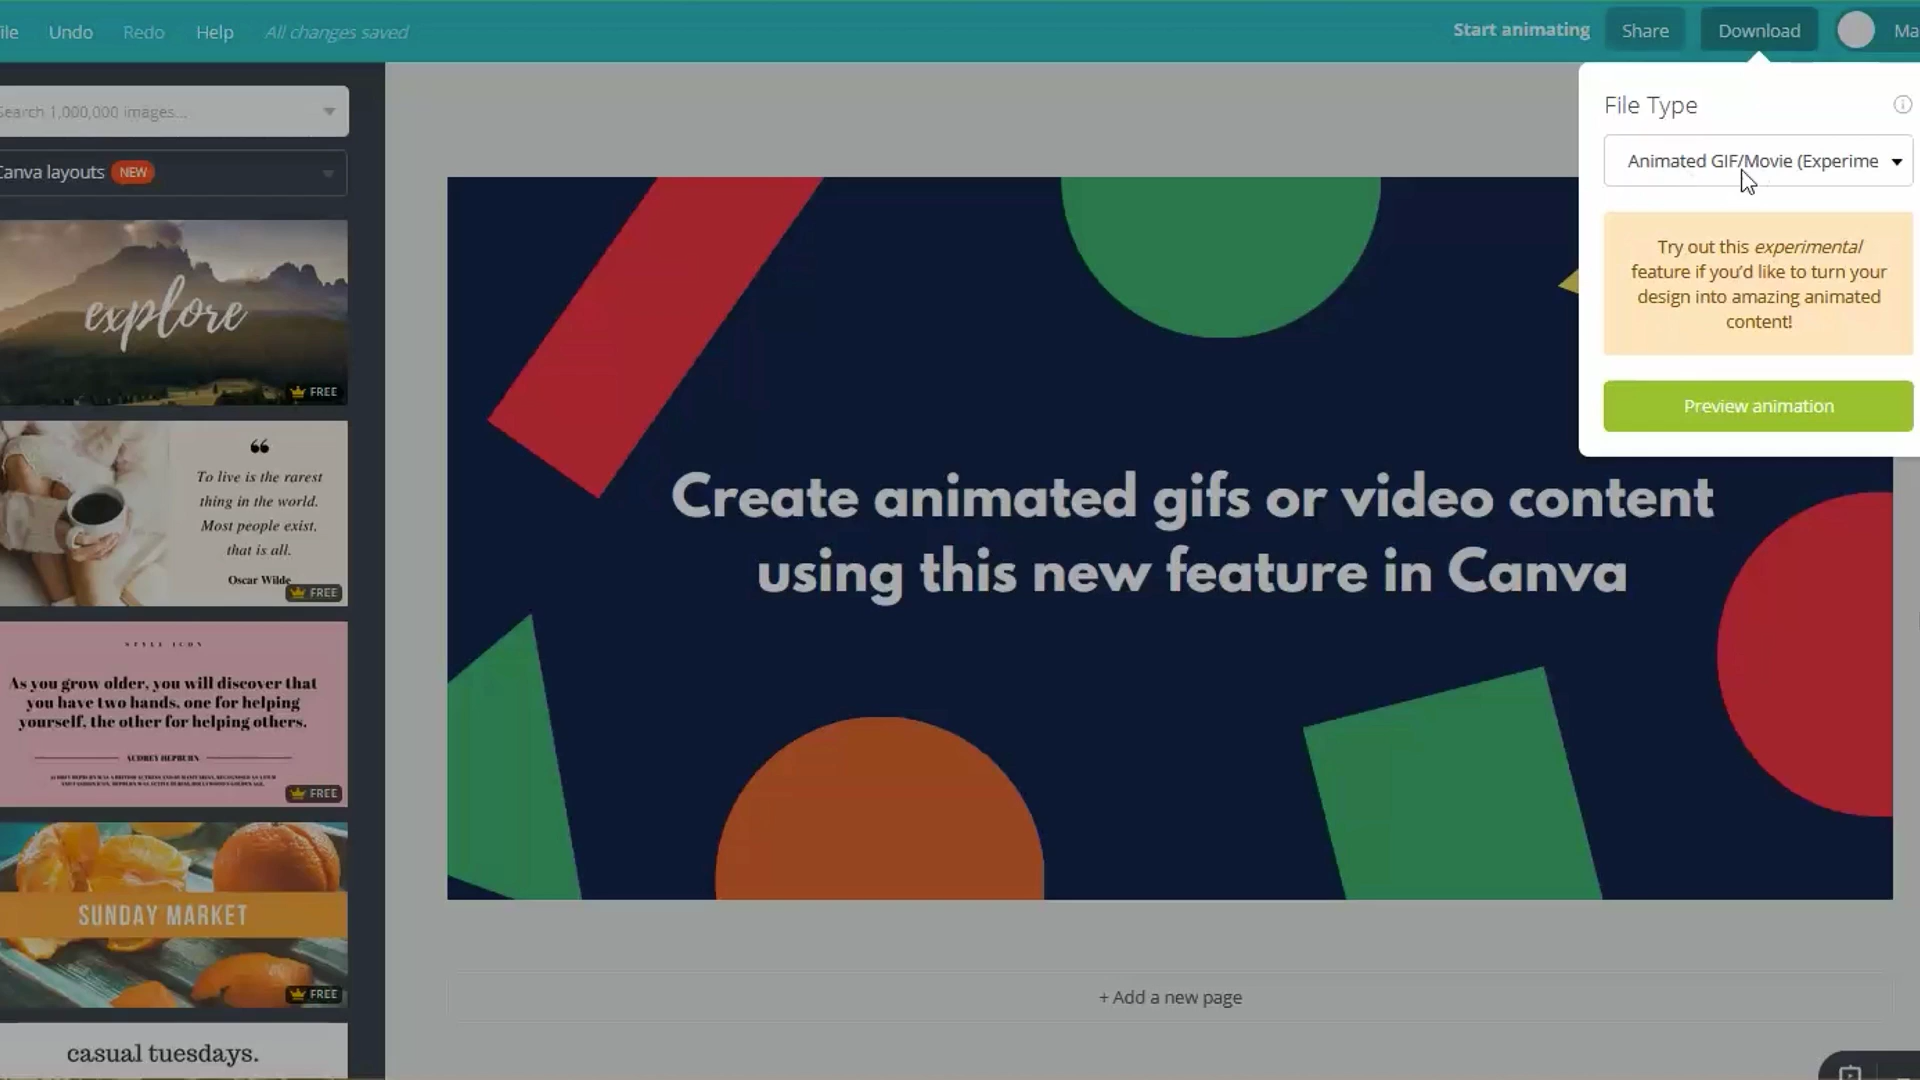 ile Undo Redo Help All changes saved
Start animating Share Download Ma
Search 1,000,000 images...
Canva layouts NEW
explore
FREE
To live is the rarest
thing in the world.
Most people exist,
that is all.
Oscar Wilde
FREE
STYLE ICON
As you grow older, you will discover that
you have two hands, one for helping
yourself, the other for helping others.
AUDREY HEPBURN
FREE
SUNDAY MARKET
FREE
casual tuesdays.
Create animated gifs or video content
using this new feature in Canva
+ Add a new page
File Type
Animated GIF/Movie (Experime
Try out this experimental
feature if you'd like to turn your
design into amazing animated
content!
Preview animation